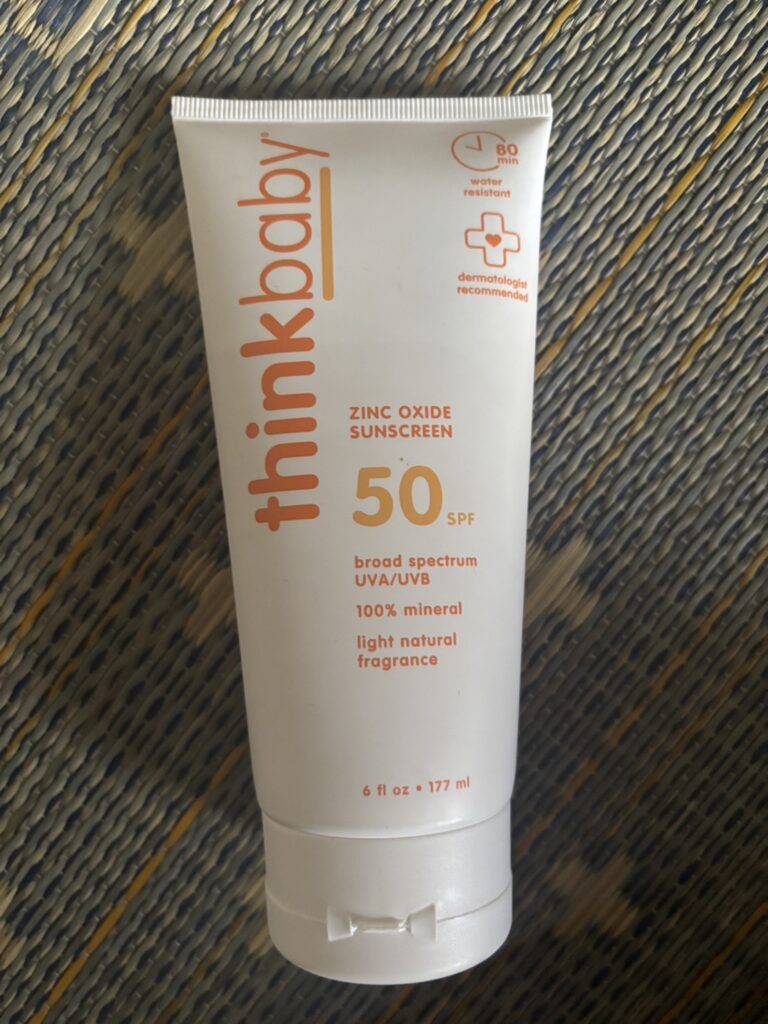 thinkbaby®
80
min
water
resistant
dermatologist
recommended
ZINC OXIDE
SUNSCREEN
50 SPF
broad spectrum
UVA/UVB
100% mineral
light natural
fragrance
6 fl oz • 177 ml